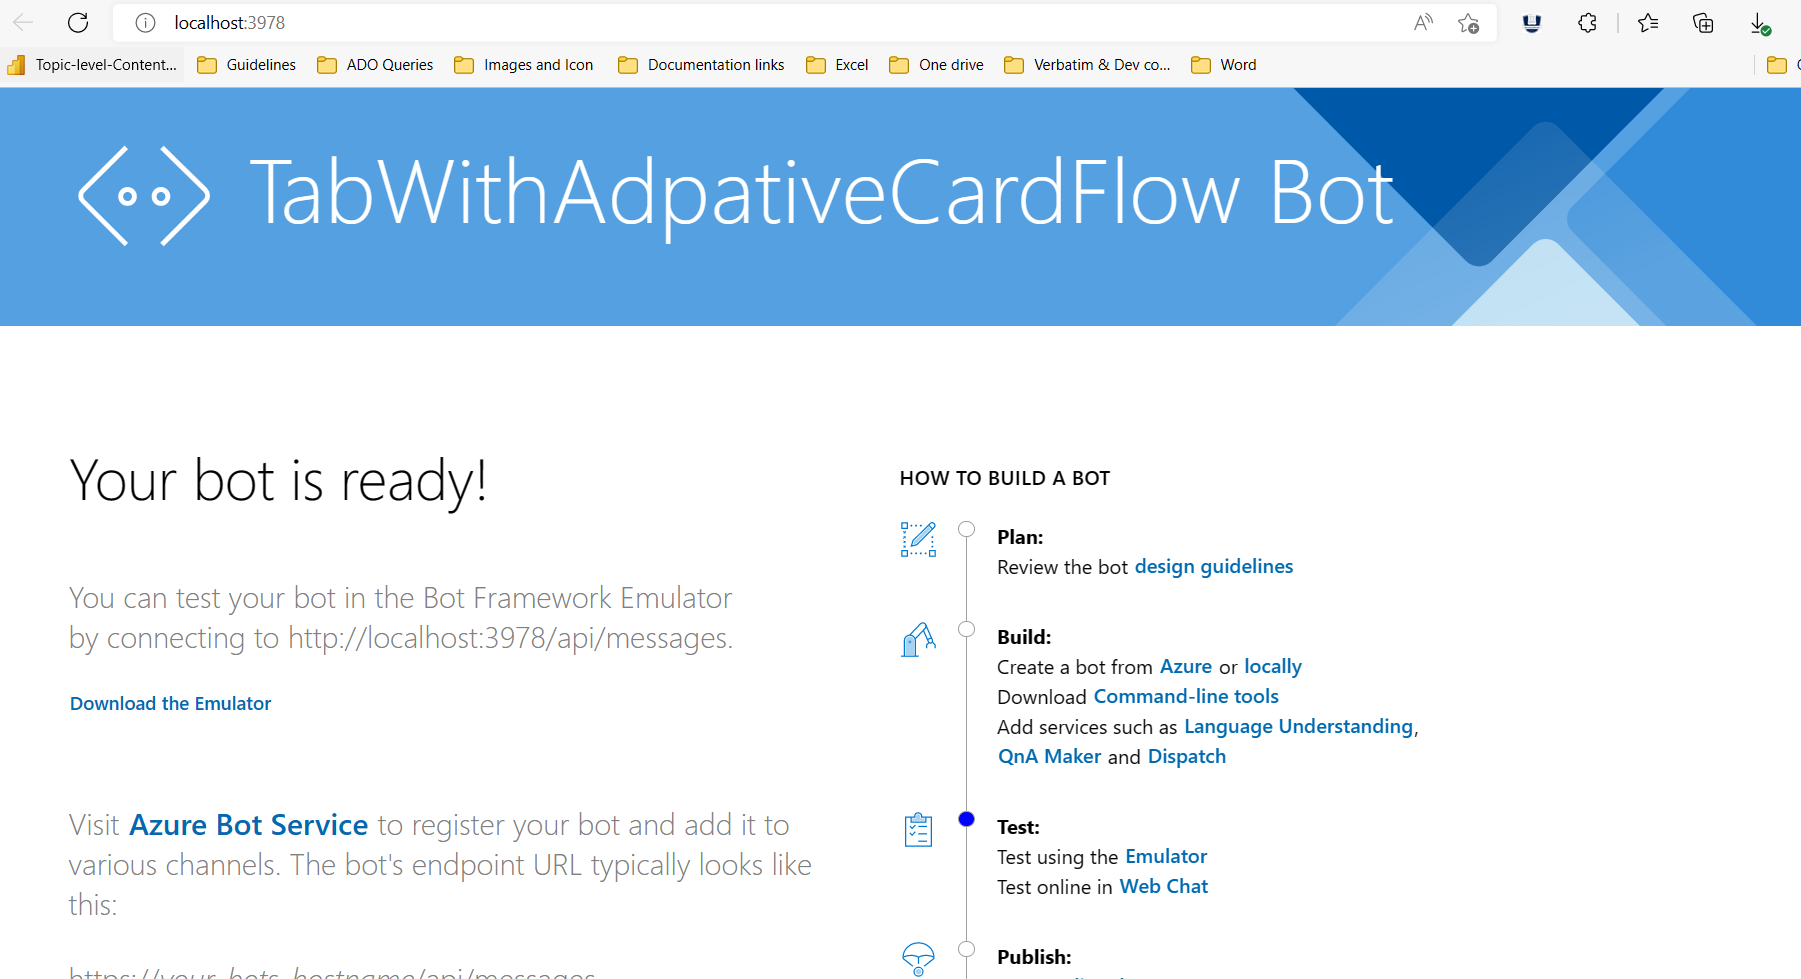 localhost:3978
Topic-level-Content... Guidelines ADO Queries Images and Icon Documentation links Excel One drive Verbatim & Dev co... Word
TabWithAdpativeCardFlow Bot
Your bot is ready!
You can test your bot in the Bot Framework Emulator
by connecting to http://localhost:3978/api/messages.
Download the Emulator
Visit Azure Bot Service to register your bot and add it to
various channels. The bot's endpoint URL typically looks like
this:
https://your_bots_hostname/api/messages
HOW TO BUILD A BOT
Plan:
Review the bot design guidelines
Build:
Create a bot from Azure or locally
Download Command-line tools
Add services such as Language Understanding,
QnA Maker and Dispatch
Test:
Test using the Emulator
Test online in Web Chat
Publish: